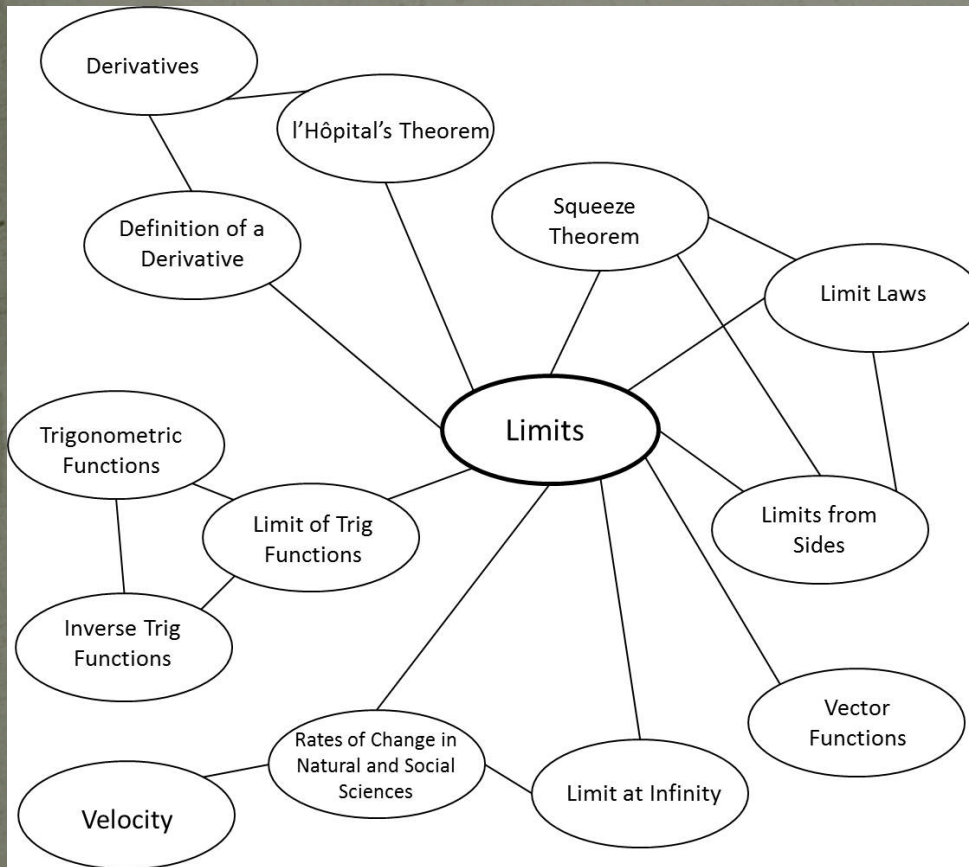 Derivatives
l'Hôpital's Theorem
Squeeze
Theorem
Definition of a
Derivative
Limit Laws
Limits
Trigonometric
Functions
Limit of Trig
Functions
Limits from
Sides
Inverse Trig
Functions
Vector
Functions
Rates of Change in
Natural and Social
Sciences
Limit at Infinity
Velocity